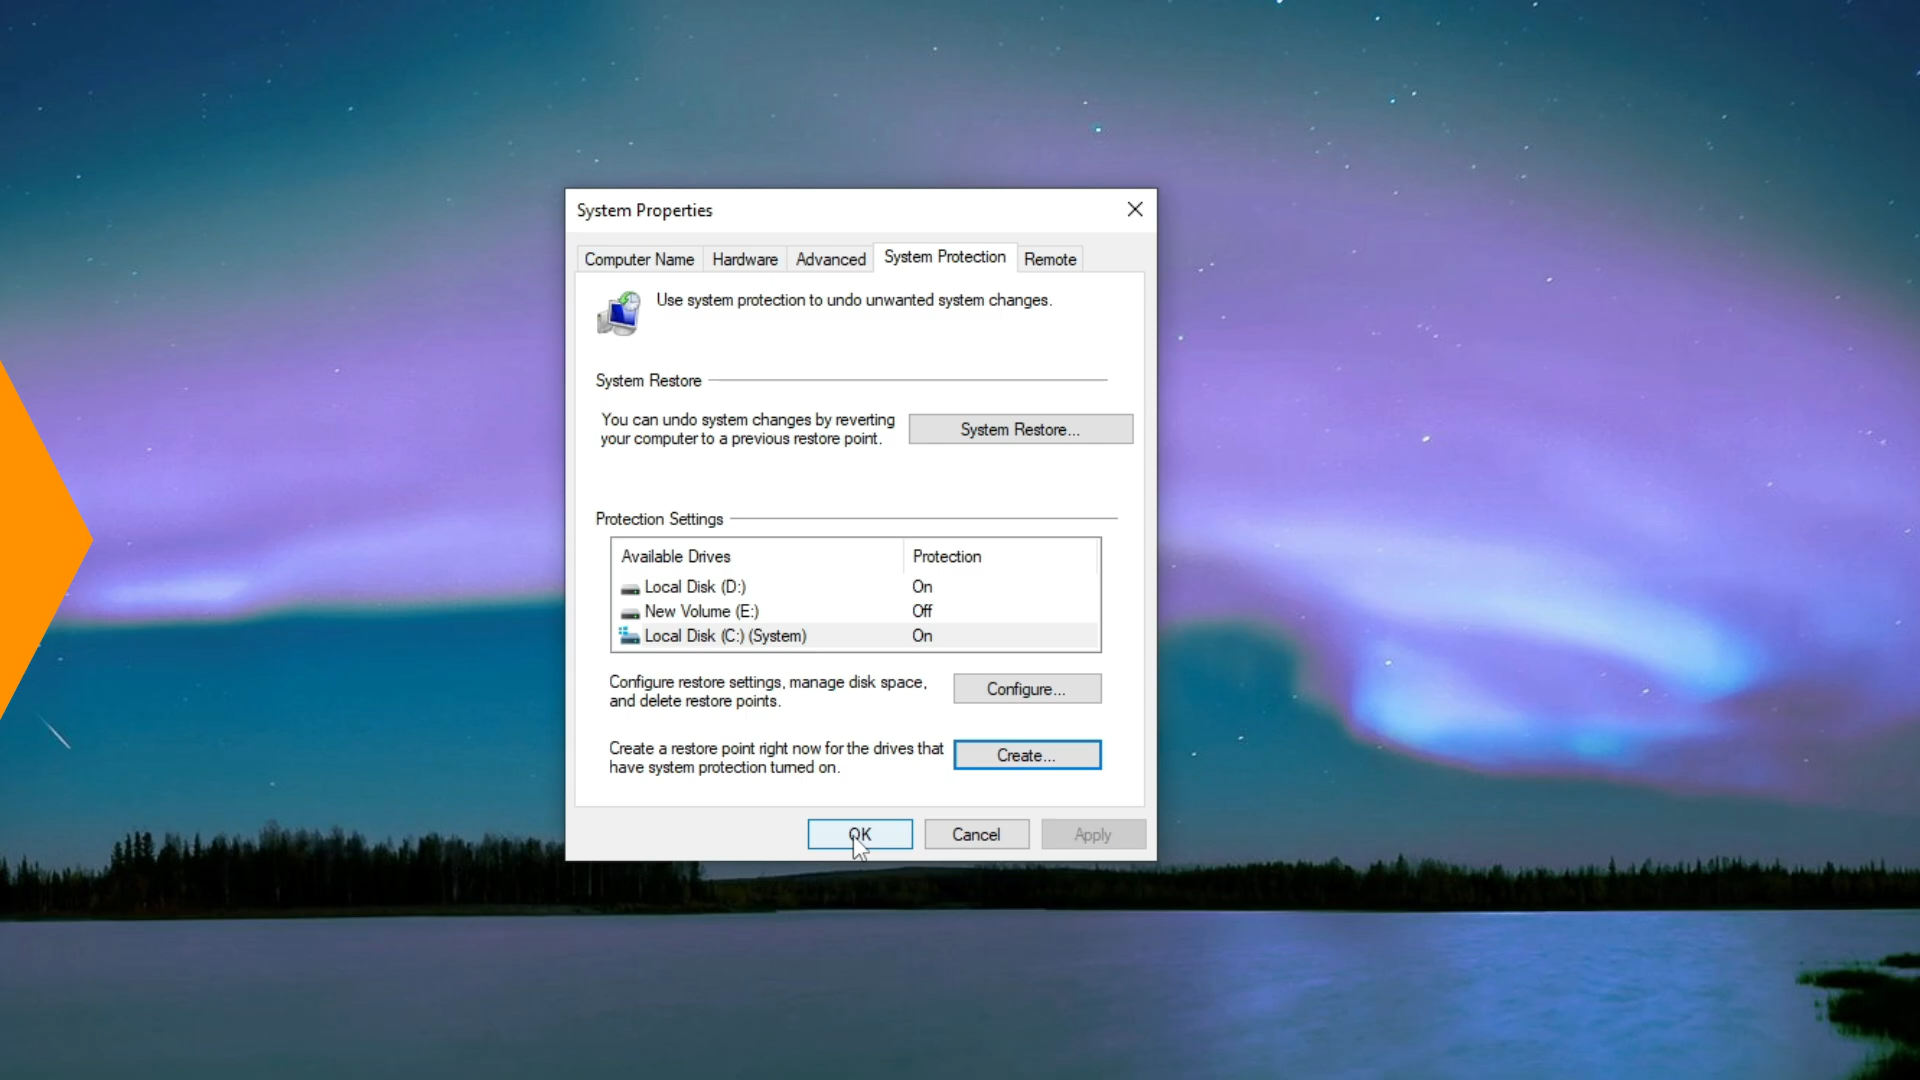 System Properties
Computer Name
Hardware
Advanced
System Protection
Remote
Use system protection to undo unwanted system changes.
System Restore
You can undo system changes by reverting
your computer to a previous restore point.
System Restore...
Protection Settings
Available Drives
Protection
Local Disk (D:)
On
New Volume (E:)
Off
Local Disk (C:) (System)
On
Configure restore settings, manage disk space,
and delete restore points.
Configure...
Create a restore point right now for the drives that
have system protection turned on.
Create...
OK
Cancel
Apply